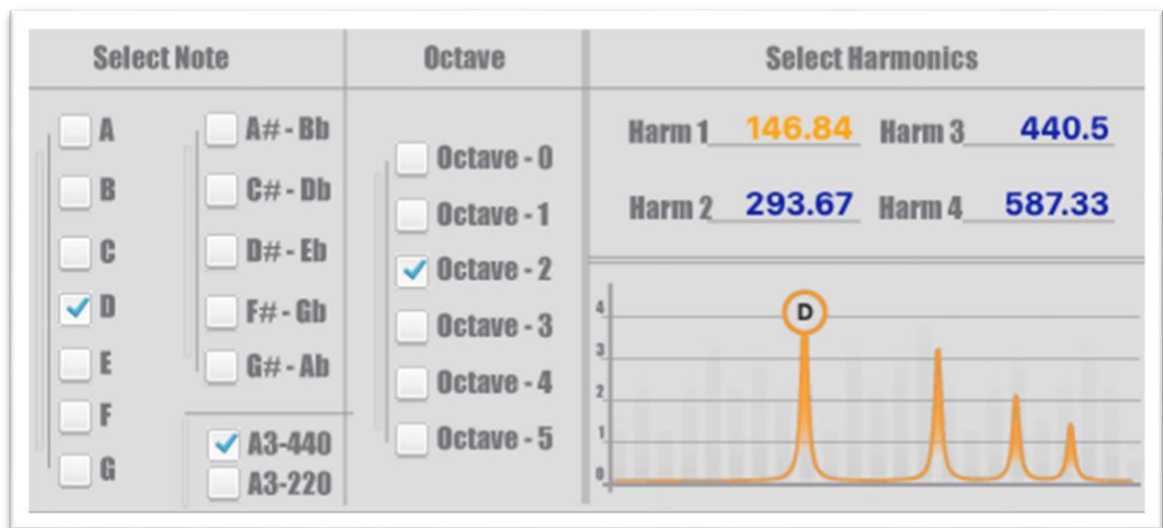 Select Note
A
B
C
D
E
F
G
A# - Bb
C# - Db
D# - Eb
F# - Gb
G# - Ab
A3-440
A3-220
Octave
Octave - 0
Octave - 1
Octave - 2
Octave - 3
Octave - 4
Octave - 5
Select Harmonics
Harm 1 146.84 Harm 3 440.5
Harm 2 293.67 Harm 4 587.33
D
4
3
2
1
0